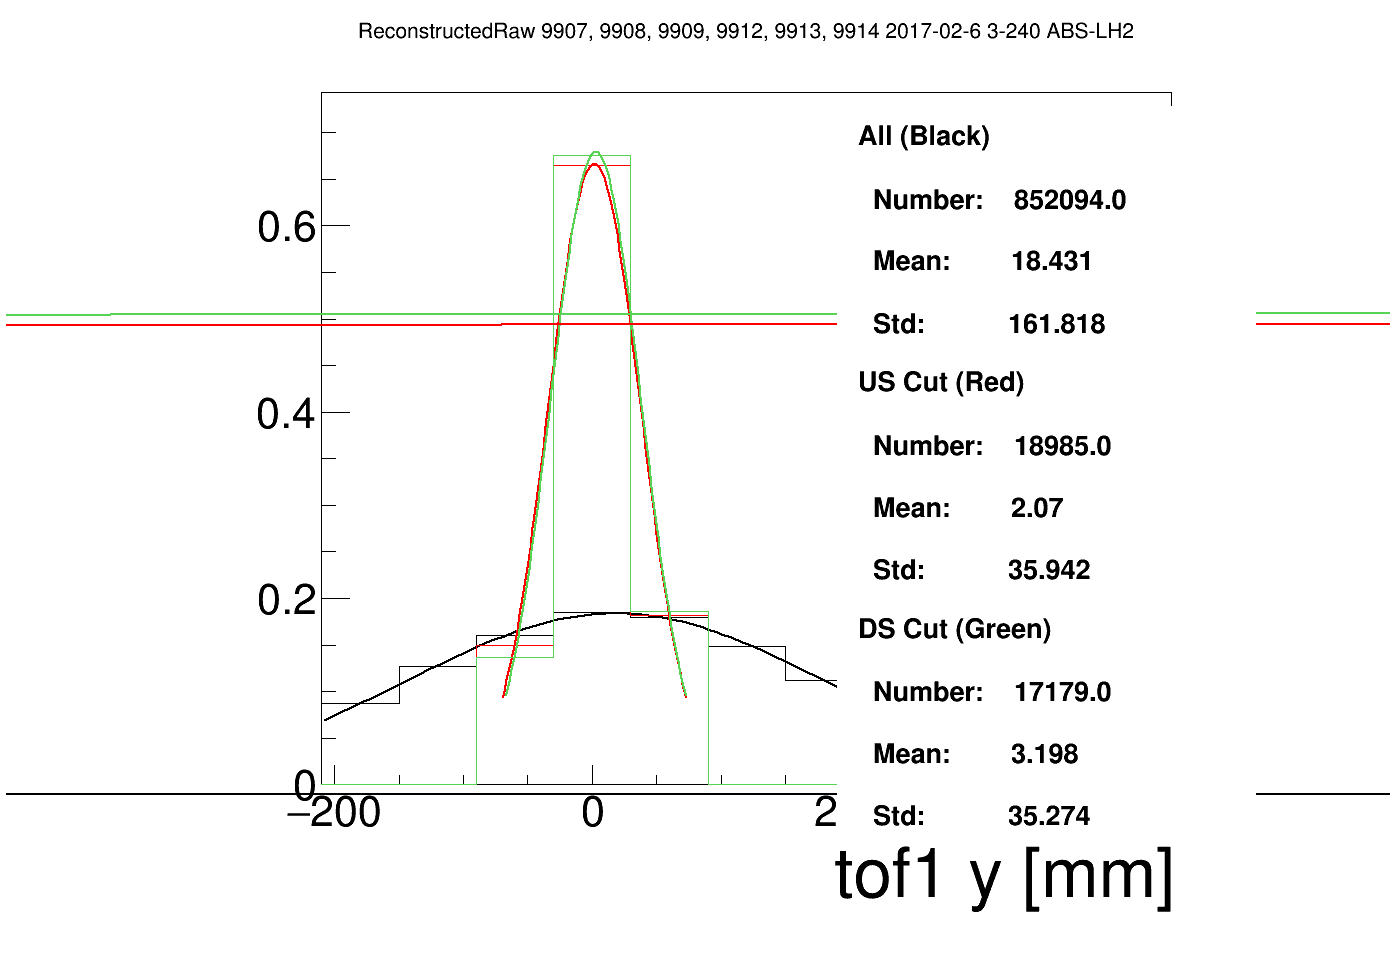 ReconstructedRaw 9907, 9908, 9909, 9912, 9913, 9914 2017-02-6 3-240 ABS-LH2
All (Black)
Number: 852094.0
Mean: 18.431
Std: 161.818
US Cut (Red)
Number: 18985.0
Mean: 2.07
Std: 35.942
DS Cut (Green)
Number: 17179.0
Mean: 3.198
Std: 35.274
0.6
0.4
0.2
0
−200 0 2
tof1 y [mm]